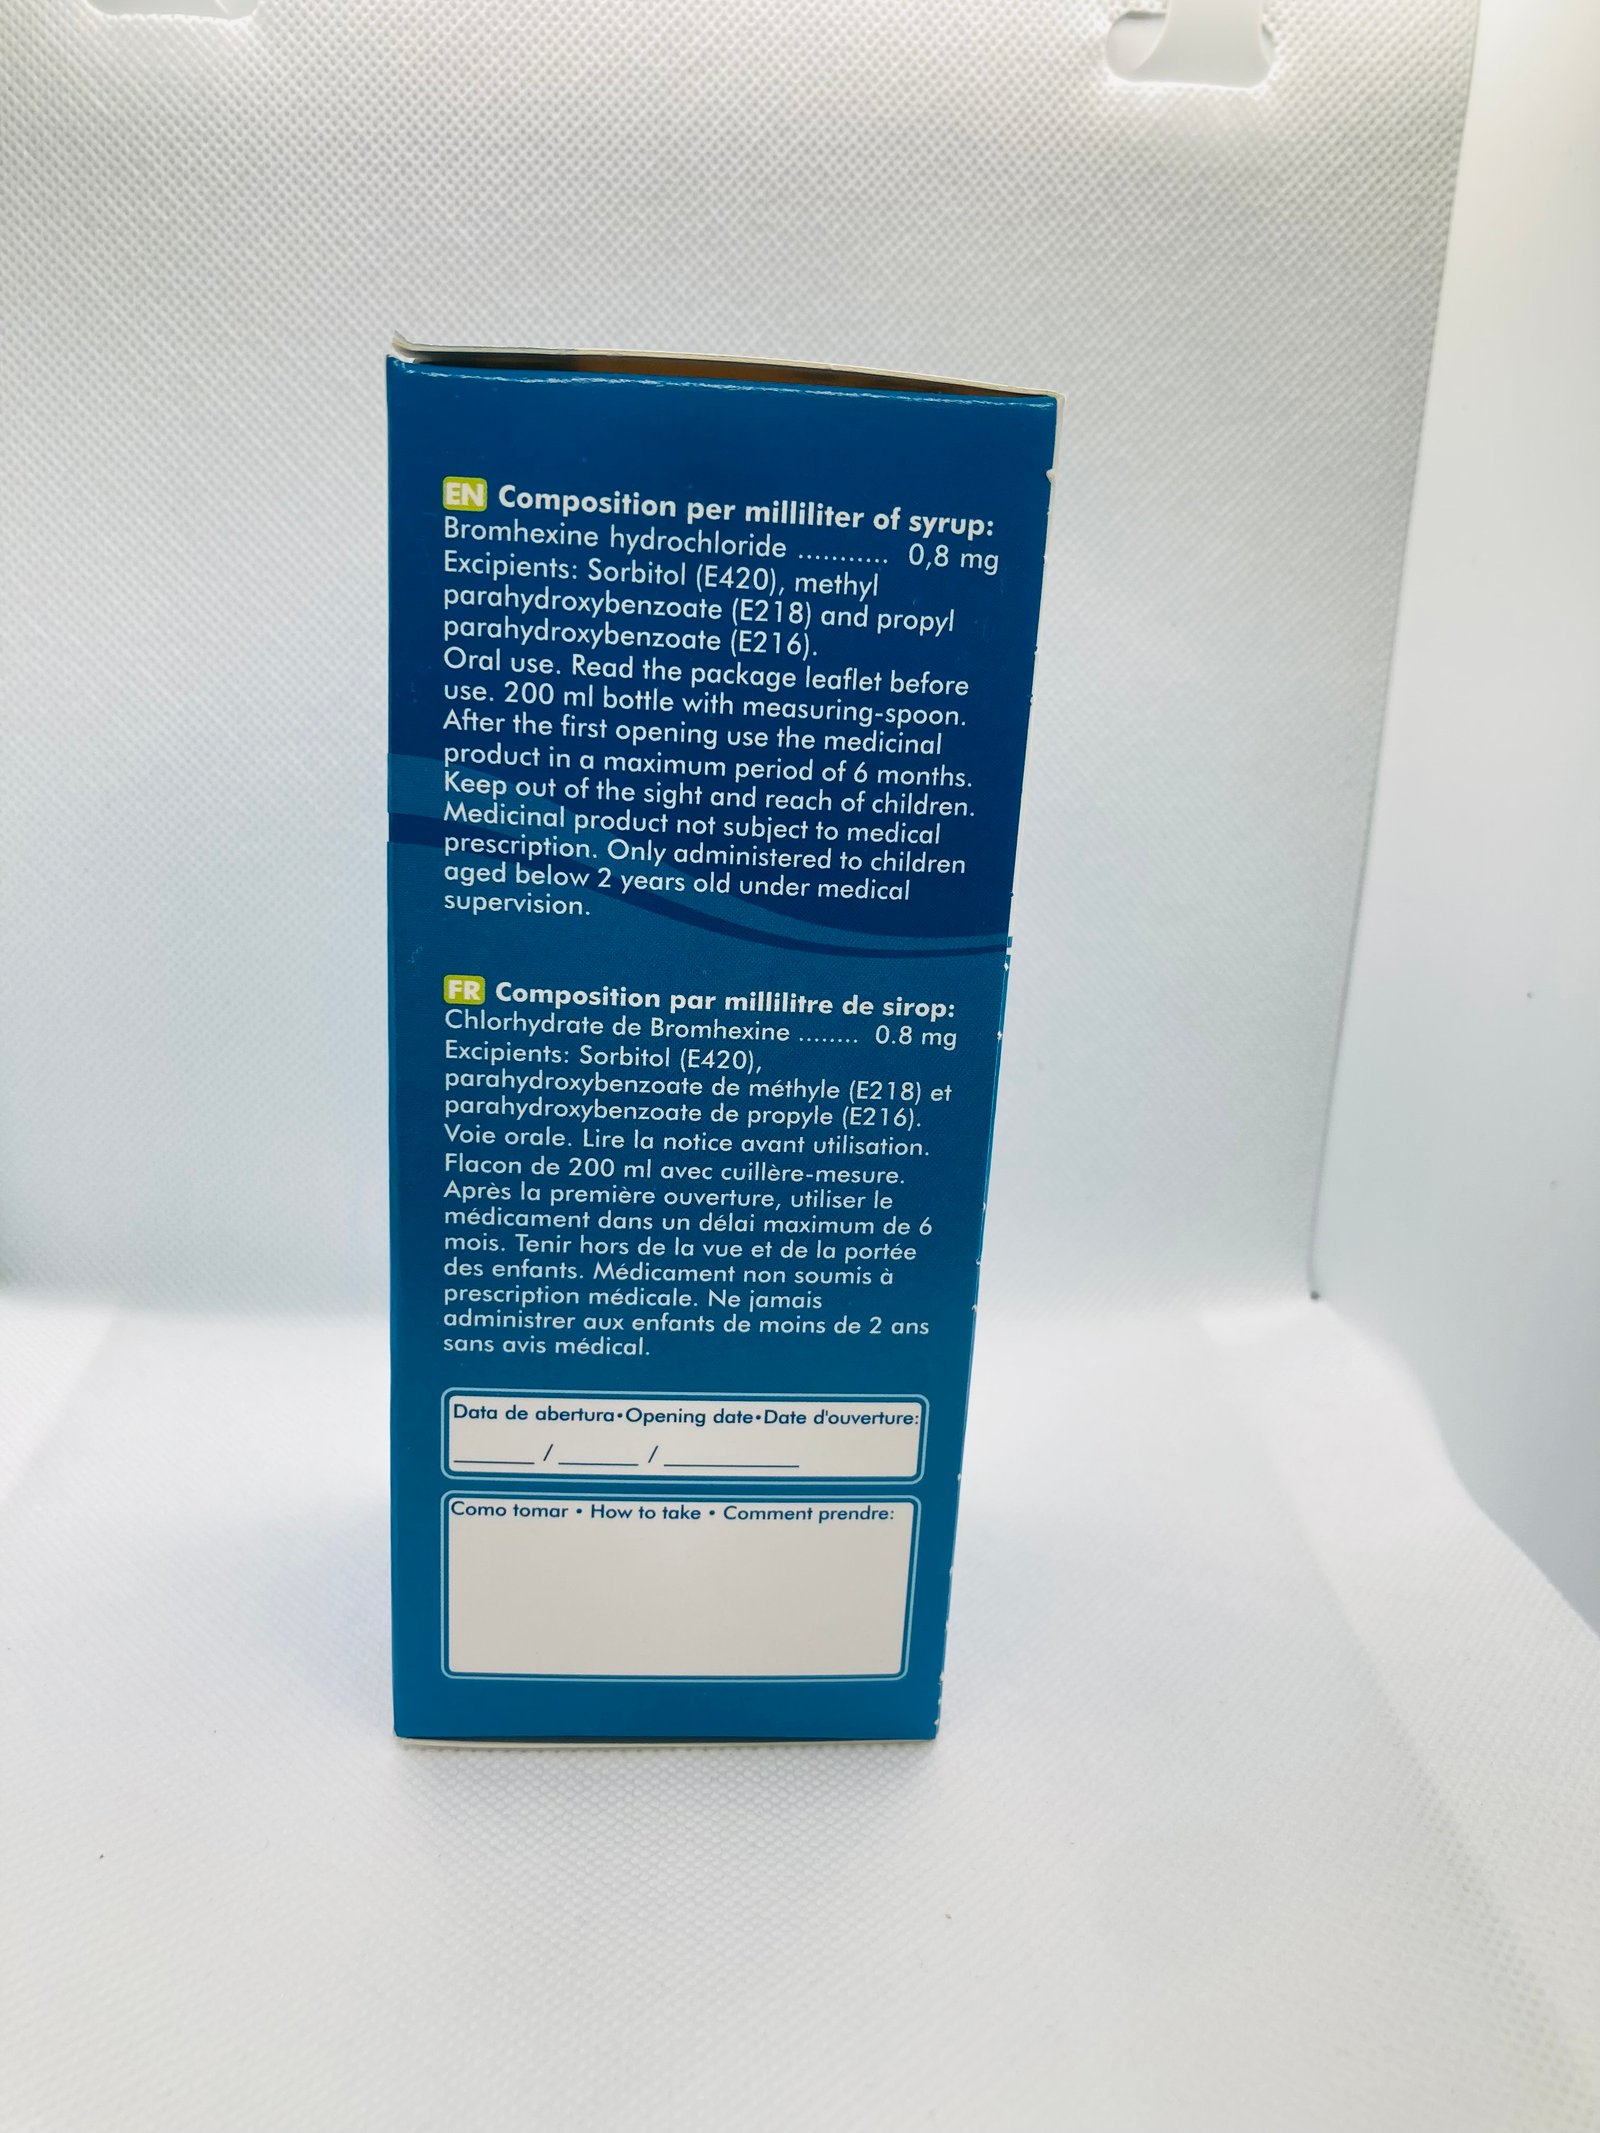 EN Composition per milliliter of syrup:
Bromhexine hydrochloride ........... 0,8 mg
Excipients: Sorbitol (E420), methyl
parahydroxybenzoate (E218) and propyl
parahydroxybenzoate (E216).
Oral use. Read the package leaflet before
use. 200 ml bottle with measuring-spoon.
After the first opening use the medicinal
product in a maximum period of 6 months.
Keep out of the sight and reach of children.
Medicinal product not subject to medical
prescription. Only administered to children
aged below 2 years old under medical
supervision.
FR Composition par millilitre de sirop:
Chlorhydrate de Bromhexine ........ 0.8 mg
Excipients: Sorbitol (E420),
parahydroxybenzoate de méthyle (E218) et
parahydroxybenzoate de propyle (E216).
Voie orale. Lire la notice avant utilisation.
Flacon de 200 ml avec cuillère-mesure.
Après la première ouverture, utiliser le
médicament dans un délai maximum de 6
mois. Tenir hors de la vue et de la portée
des enfants. Médicament non soumis à
prescription médicale. Ne jamais
administrer aux enfants de moins de 2 ans
sans avis médical.
Data de abertura•Opening date•Date d'ouverture:
______ / ______ / __________
Como tomar • How to take • Comment prendre: